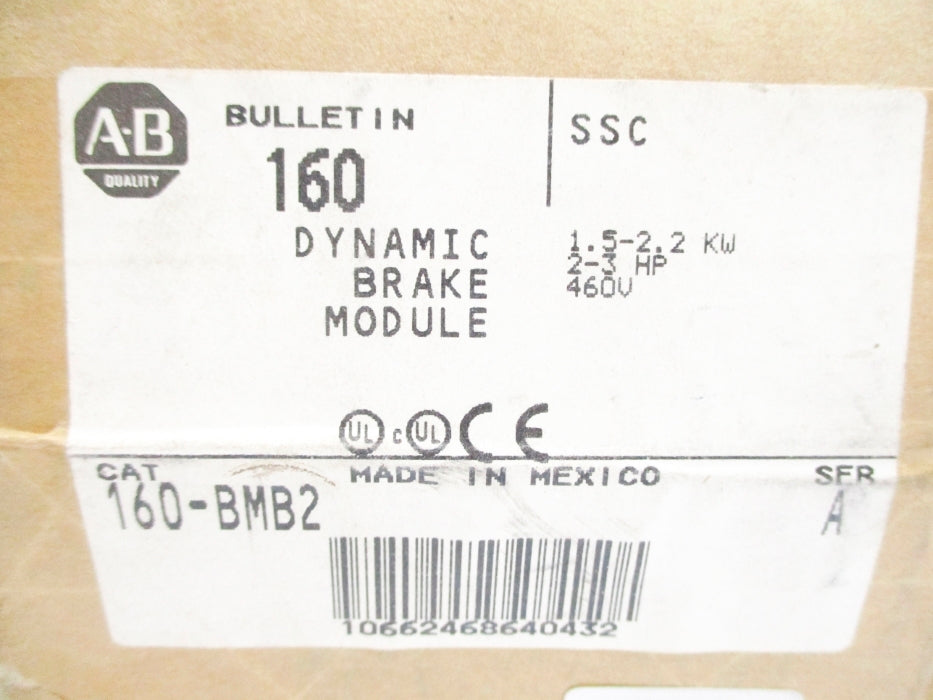 A-B
QUALITY
BULLETIN
160
DYNAMIC
BRAKE
MODULE
SSC
1.5-2.2 KW
2-3 HP
460V
UL c UL CE
MADE IN MEXICO
CAT
160-BMB2
SER
A
10662468640432